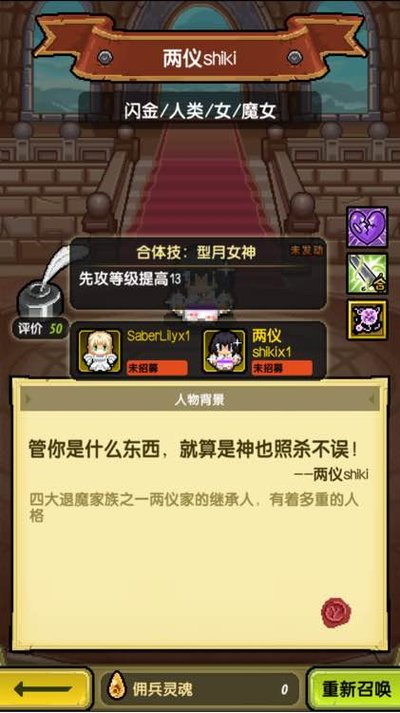 两仪shiki
闪金/人类/女/魔女
合体技：型月女神
未发动
先攻等级提高13
合
评价 50
SaberLilyx1
未招募
两仪
shikix1
未招募
人物背景
管你是什么东西，就算是神也照杀不误！
--两仪shiki
四大退魔家族之一两仪家的继承人，有着多重的人
格
佣兵灵魂
0
重新召唤